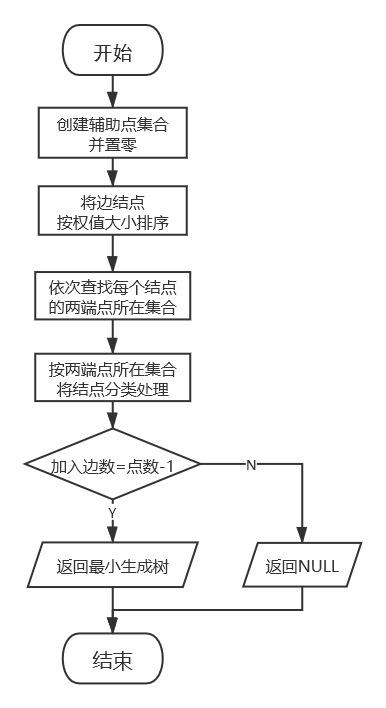 开始
创建辅助点集合
并置零
将边结点
按权值大小排序
依次查找每个结点
的两端点所在集合
按两端点所在集合
将结点分类处理
加入边数=点数-1
N
Y
返回最小生成树
返回NULL
结束